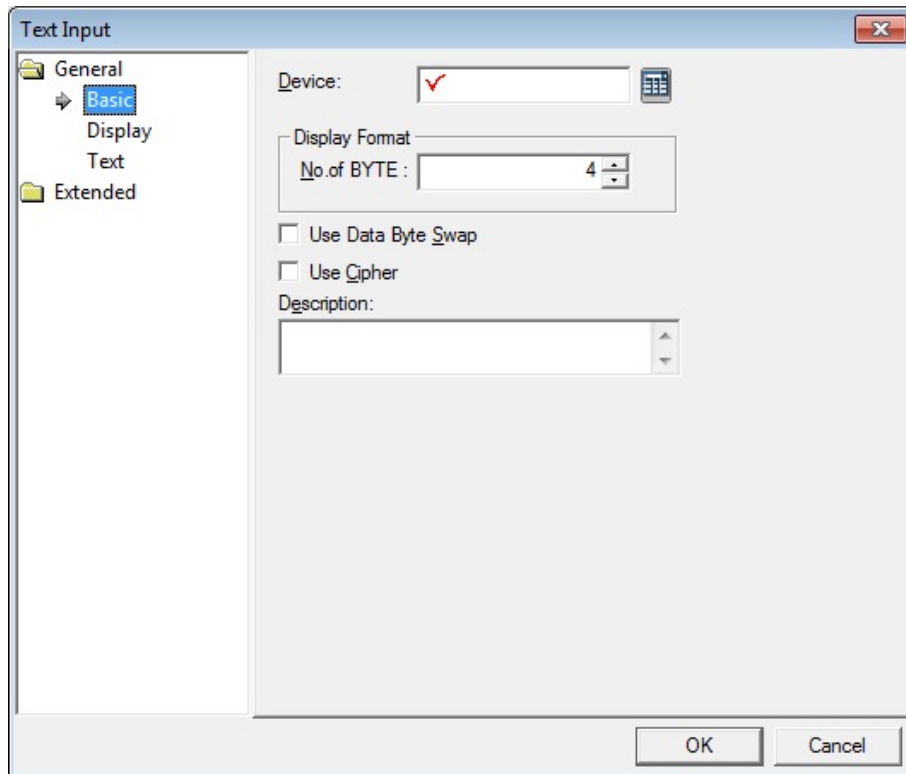 Text Input
General
Basic
Display
Text
Extended
Device:
Display Format
No.of BYTE : 4
Use Data Byte Swap
Use Cipher
Description:
OK
Cancel